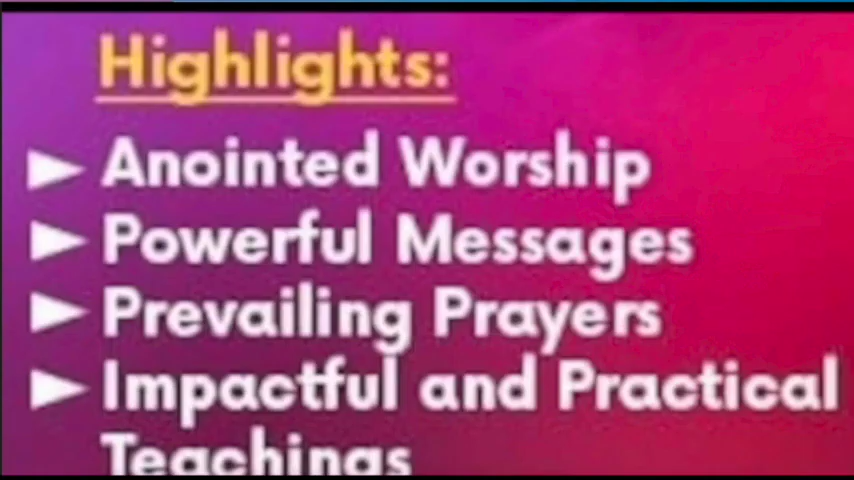 Highlights:
► Anointed Worship
► Powerful Messages
► Prevailing Prayers
► Impactful and Practical
Teachings